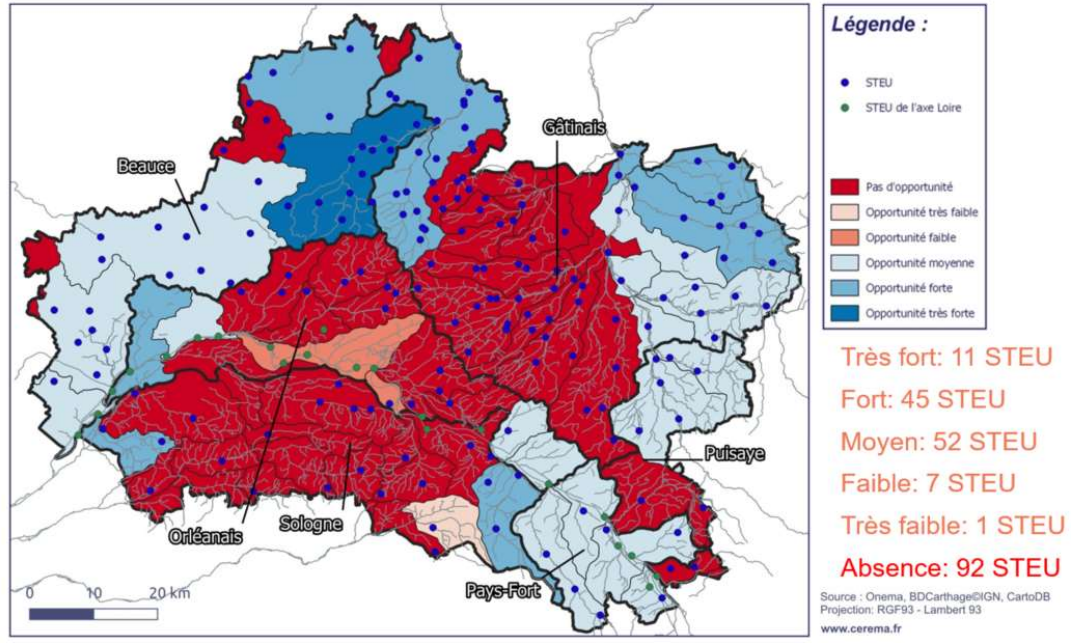 Légende :
STEU
STEU de l'axe Loire
Gâtinais
Beauce
Pas d'opportunité
Opportunité très faible
Opportunité faible
Opportunité moyenne
Opportunité forte
Opportunité très forte
Très fort: 11 STEU
Fort: 45 STEU
Moyen: 52 STEU
Puisaye
Faible: 7 STEU
Sologne
Orléanais
Très faible: 1 STEU
Absence: 92 STEU
Pays-Fort
0 10 20 km
Source : Onema, BDCarthage©IGN, CartoDB
Projection: RGF93 - Lambert 93
www.cerema.fr